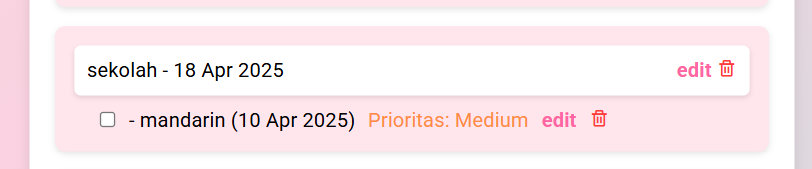 sekolah - 18 Apr 2025 edit
- mandarin (10 Apr 2025) Prioritas: Medium edit